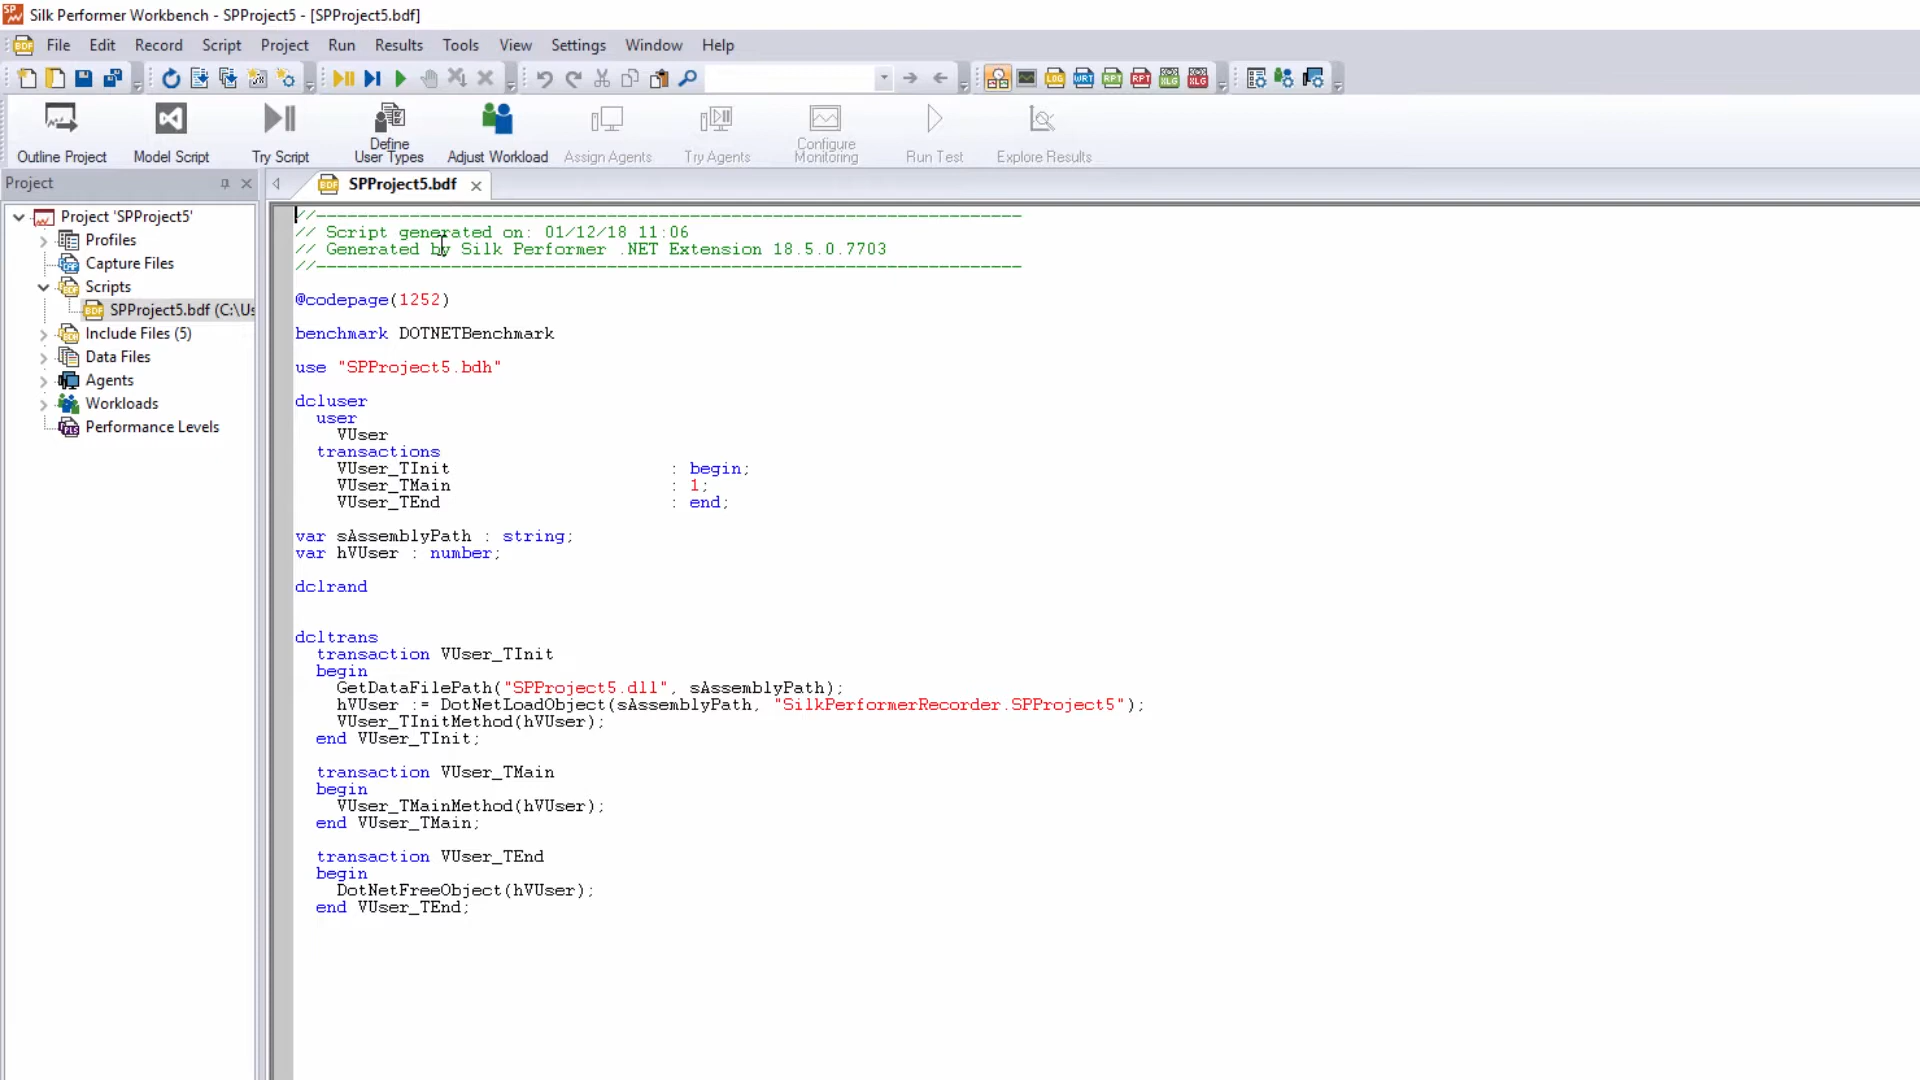 Silk Performer Workbench - SPProject5 - [SPProject5.bdf]
File Edit Record Script Project Run Results Tools View Settings Window Help
Outline Project Model Script Try Script Define User Types Adjust Workload Assign Agents Try Agents Configure Monitoring Run Test Explore Results
Project
SPProject5.bdf
Project 'SPProject5'
Profiles
Capture Files
Scripts
SPProject5.bdf (C:\Us
Include Files (5)
Data Files
Agents
Workloads
Performance Levels
//--------------------------------------------------------------------
// Script generated on: 01/12/18 11:06
// Generated by Silk Performer .NET Extension 18.5.0.7703
//--------------------------------------------------------------------
@codepage(1252)
benchmark DOTNETBenchmark
use "SPProject5.bdh"
dcluser
user
VUser
transactions
VUser_TInit : begin;
VUser_TMain : 1;
VUser_TEnd : end;
var sAssemblyPath : string;
var hVUser : number;
dclrand
dcltrans
transaction VUser_TInit
begin
GetDataFilePath("SPProject5.dll", sAssemblyPath);
hVUser := DotNetLoadObject(sAssemblyPath, "SilkPerformerRecorder.SPProject5");
VUser_TInitMethod(hVUser);
end VUser_TInit;
transaction VUser_TMain
begin
VUser_TMainMethod(hVUser);
end VUser_TMain;
transaction VUser_TEnd
begin
DotNetFreeObject(hVUser);
end VUser_TEnd;